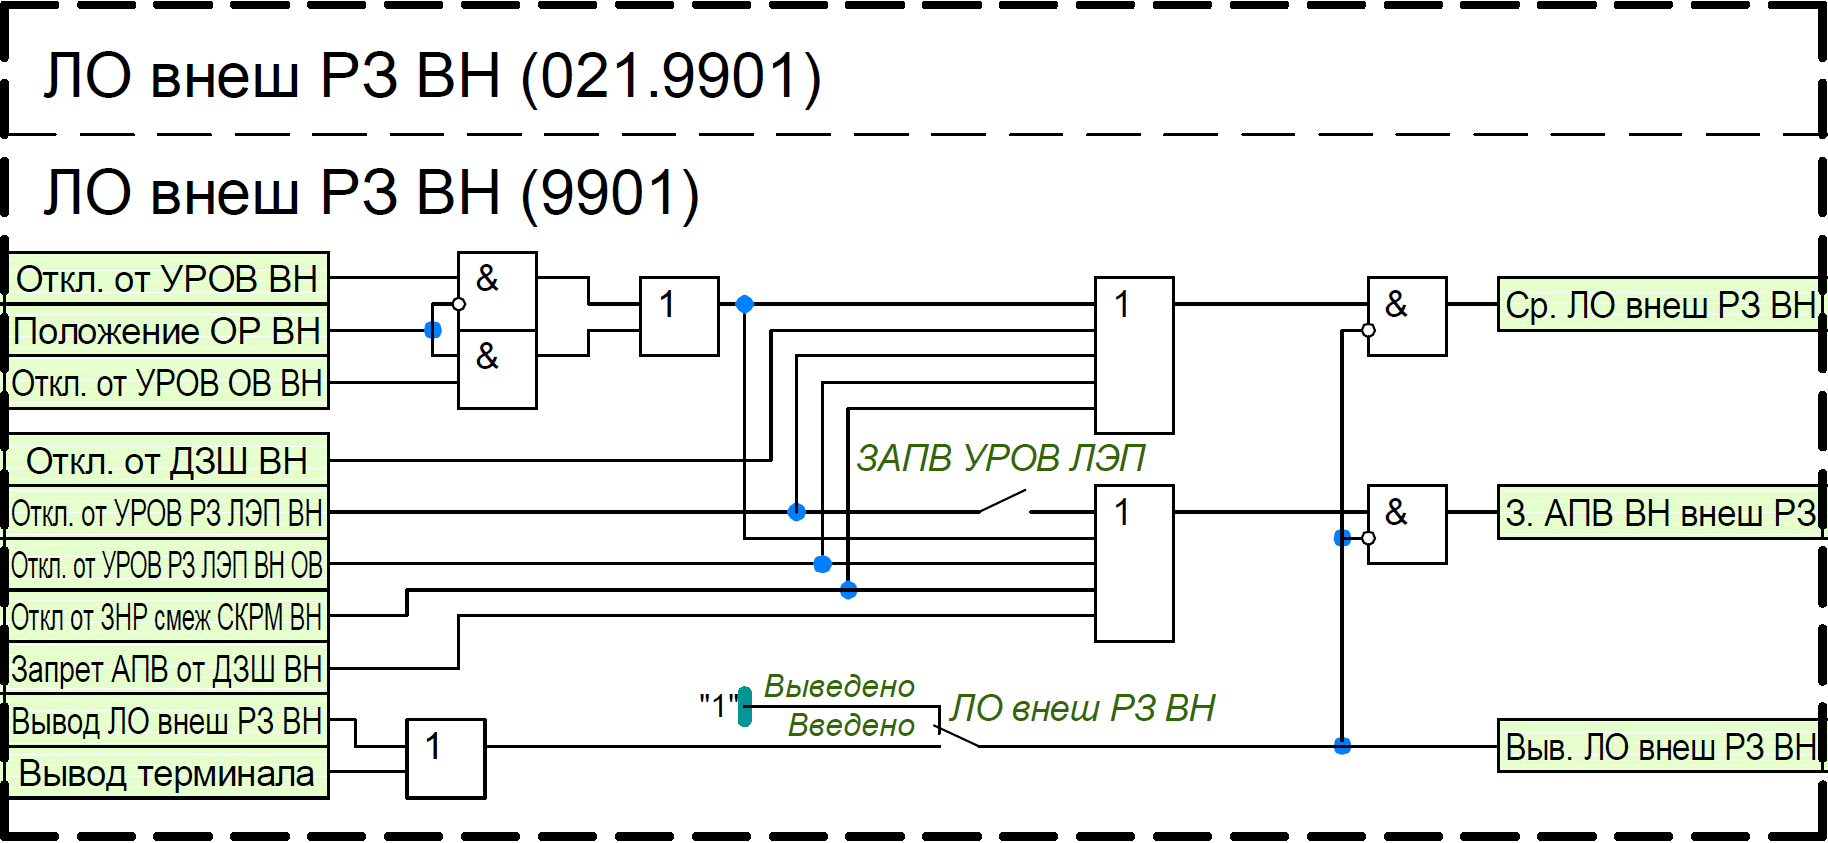 ЛО внеш РЗ ВН (021.9901)
ЛО внеш РЗ ВН (9901)
Откл. от УРОВ ВН
Положение ОР ВН
Откл. от УРОВ ОВ ВН
&
&
1
1
&
Ср. ЛО внеш РЗ ВН
Откл. от ДЗШ ВН
Откл. от УРОВ РЗ ЛЭП ВН
Откл. от УРОВ РЗ ЛЭП ВН ОВ
Откл от ЗНР смеж СКРМ ВН
Запрет АПВ от ДЗШ ВН
Вывод ЛО внеш РЗ ВН
Вывод терминала
ЗАПВ УРОВ ЛЭП
1
&
З. АПВ ВН внеш РЗ
1
"1"
Выведено
Введено
ЛО внеш РЗ ВН
Выв. ЛО внеш РЗ ВН